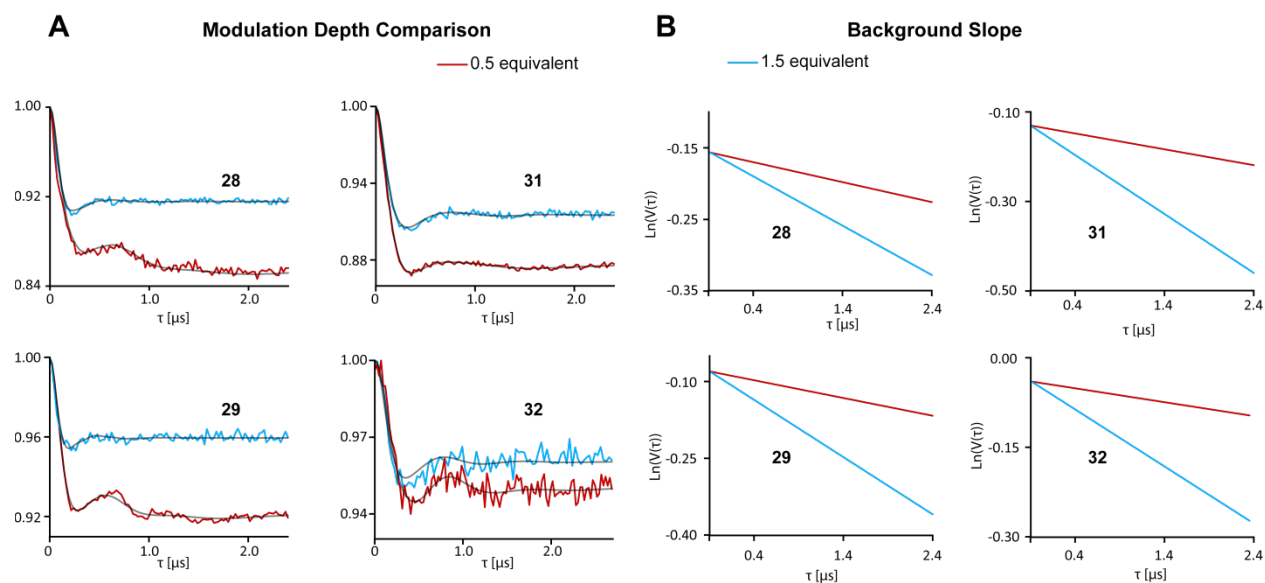 A Modulation Depth Comparison
B Background Slope
0.5 equivalent
1.5 equivalent
1.00
0.92
0.84
28
0 1.0 2.0
τ [µs]
1.00
0.94
0.88
31
0 1.0 2.0
τ [µs]
-0.15
-0.25
-0.35
Ln(V(τ))
28
0.4 1.4 2.4
τ [µs]
-0.10
-0.30
-0.50
Ln(V(τ))
31
0.4 1.4 2.4
τ [µs]
1.00
0.96
0.92
29
0 1.0 2.0
τ [µs]
1.00
0.97
0.94
32
0 1.0 2.0
τ [µs]
-0.10
-0.25
-0.40
Ln(V(τ))
29
0.4 1.4 2.4
τ [µs]
0.00
-0.15
-0.30
Ln(V(τ))
32
0.4 1.4 2.4
τ [µs]